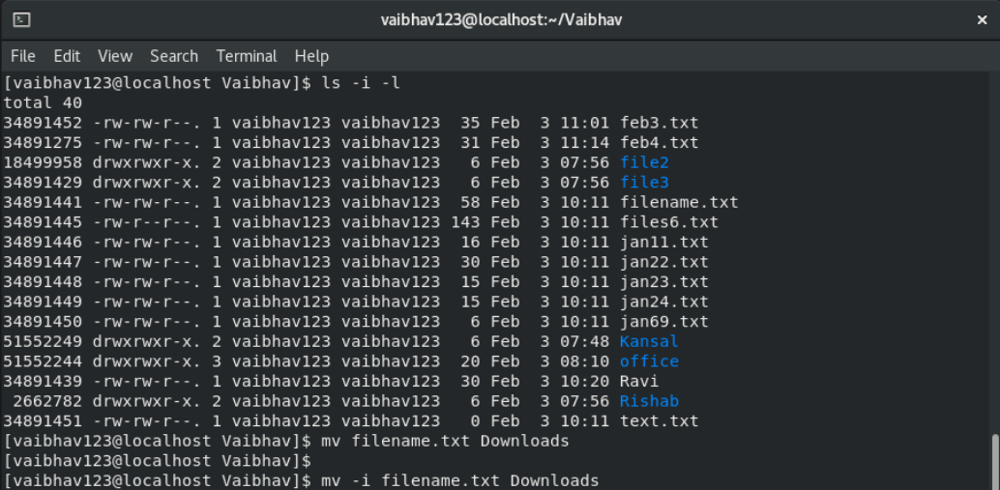 vaibhav123@localhost:~/Vaibhav
File Edit View Search Terminal Help
[vaibhav123@localhost Vaibhav]$ ls -i -l
total 40
34891452 -rw-rw-r--. 1 vaibhav123 vaibhav123  35 Feb  3 11:01 feb3.txt
34891275 -rw-rw-r--. 1 vaibhav123 vaibhav123  31 Feb  3 11:14 feb4.txt
18499958 drwxrwxr-x. 2 vaibhav123 vaibhav123   6 Feb  3 07:56 file2
34891429 drwxrwxr-x. 2 vaibhav123 vaibhav123   6 Feb  3 07:56 file3
34891441 -rw-rw-r--. 1 vaibhav123 vaibhav123  58 Feb  3 10:11 filename.txt
34891445 -rw-r--r--. 1 vaibhav123 vaibhav123 143 Feb  3 10:11 files6.txt
34891446 -rw-rw-r--. 1 vaibhav123 vaibhav123  16 Feb  3 10:11 jan11.txt
34891447 -rw-rw-r--. 1 vaibhav123 vaibhav123  30 Feb  3 10:11 jan22.txt
34891448 -rw-rw-r--. 1 vaibhav123 vaibhav123  15 Feb  3 10:11 jan23.txt
34891449 -rw-rw-r--. 1 vaibhav123 vaibhav123  15 Feb  3 10:11 jan24.txt
34891450 -rw-rw-r--. 1 vaibhav123 vaibhav123   6 Feb  3 10:11 jan69.txt
51552249 drwxrwxr-x. 2 vaibhav123 vaibhav123   6 Feb  3 07:48 Kansal
51552244 drwxrwxr-x. 3 vaibhav123 vaibhav123  20 Feb  3 08:10 office
34891439 -rw-rw-r--. 1 vaibhav123 vaibhav123  30 Feb  3 10:20 Ravi
 2662782 drwxrwxr-x. 2 vaibhav123 vaibhav123   6 Feb  3 07:56 Rishab
34891451 -rw-rw-r--. 1 vaibhav123 vaibhav123   0 Feb  3 10:11 text.txt
[vaibhav123@localhost Vaibhav]$ mv filename.txt Downloads
[vaibhav123@localhost Vaibhav]$
[vaibhav123@localhost Vaibhav]$ mv -i filename.txt Downloads